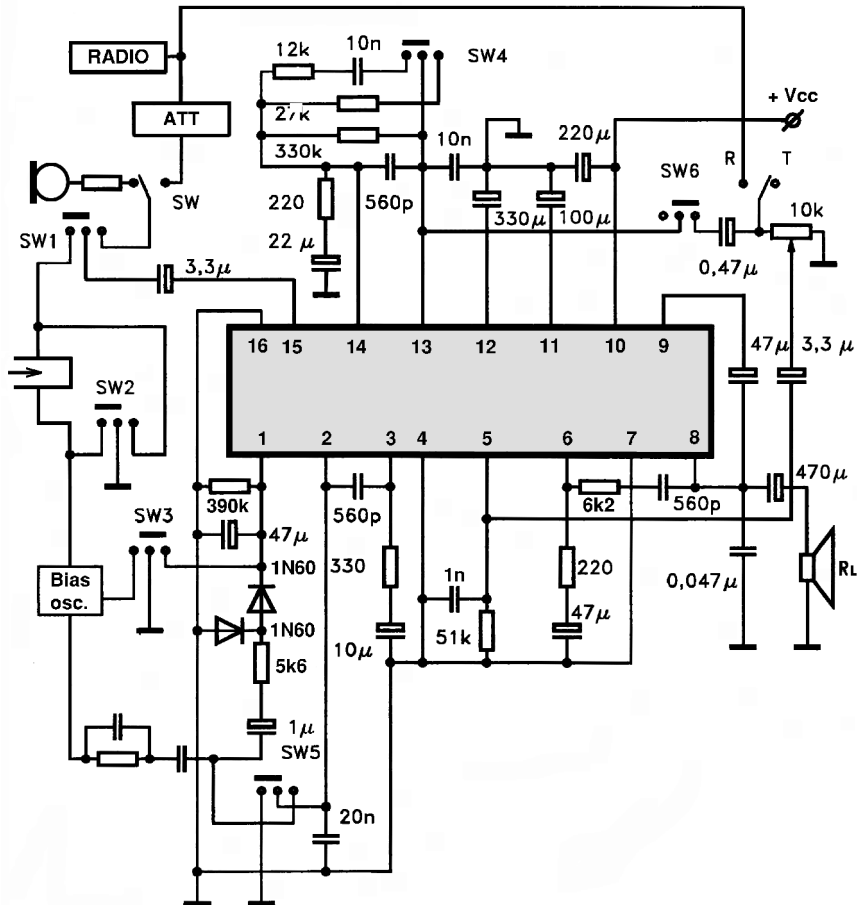 RADIO
12k
10n
SW4
ATT
27k
+ Vcc
330k
10n
220µ
R
T
SW6
SW
220
560p
330µ
100µ
10k
SW1
22 µ
3,3µ
0,47µ
16
15
14
13
12
11
10
9
47µ
3,3 µ
SW2
1
2
3
4
5
6
7
8
390k
560p
6k2
560p
470µ
SW3
47µ
1N60
330
1n
220
0,047µ
RL
Bias
osc.
1N60
10µ
51k
47µ
5k6
1µ
SW5
20n